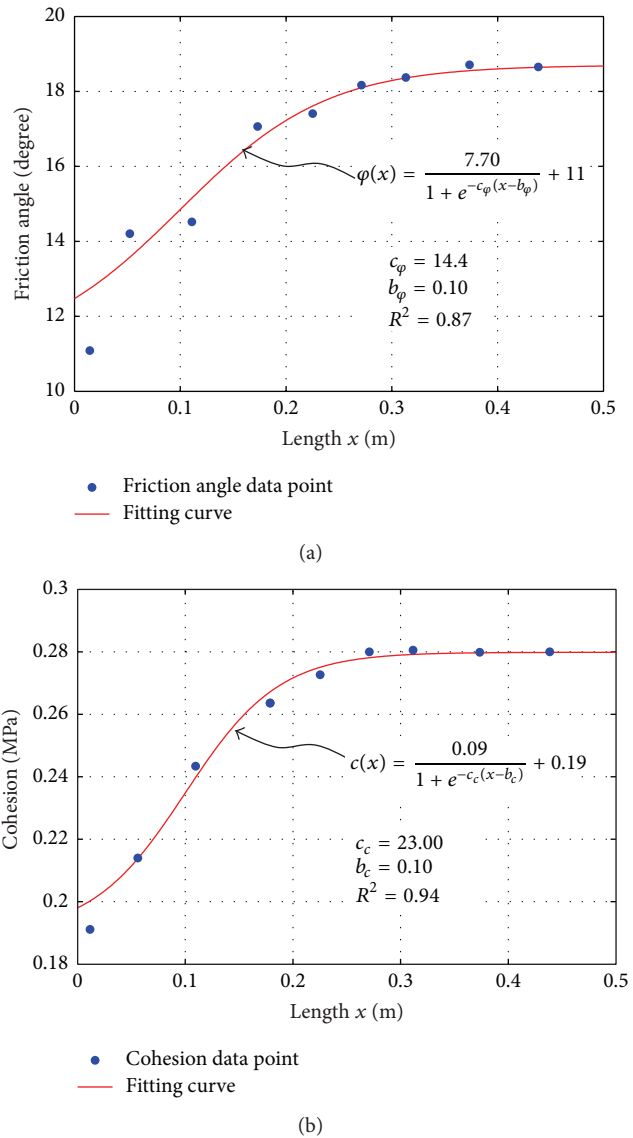 20
18
16
14
12
10
Friction angle (degree)
φ(x) = 7.70 / (1 + e^{−c_φ(x−b_φ)}) + 11
c_φ = 14.4
b_φ = 0.10
R² = 0.87
0 0.1 0.2 0.3 0.4 0.5
Length x (m)
Friction angle data point
Fitting curve
(a)
0.3
0.28
0.26
0.24
0.22
0.2
0.18
Cohesion (MPa)
c(x) = 0.09 / (1 + e^{−c_c(x−b_c)}) + 0.19
c_c = 23.00
b_c = 0.10
R² = 0.94
0 0.1 0.2 0.3 0.4 0.5
Length x (m)
Cohesion data point
Fitting curve
(b)